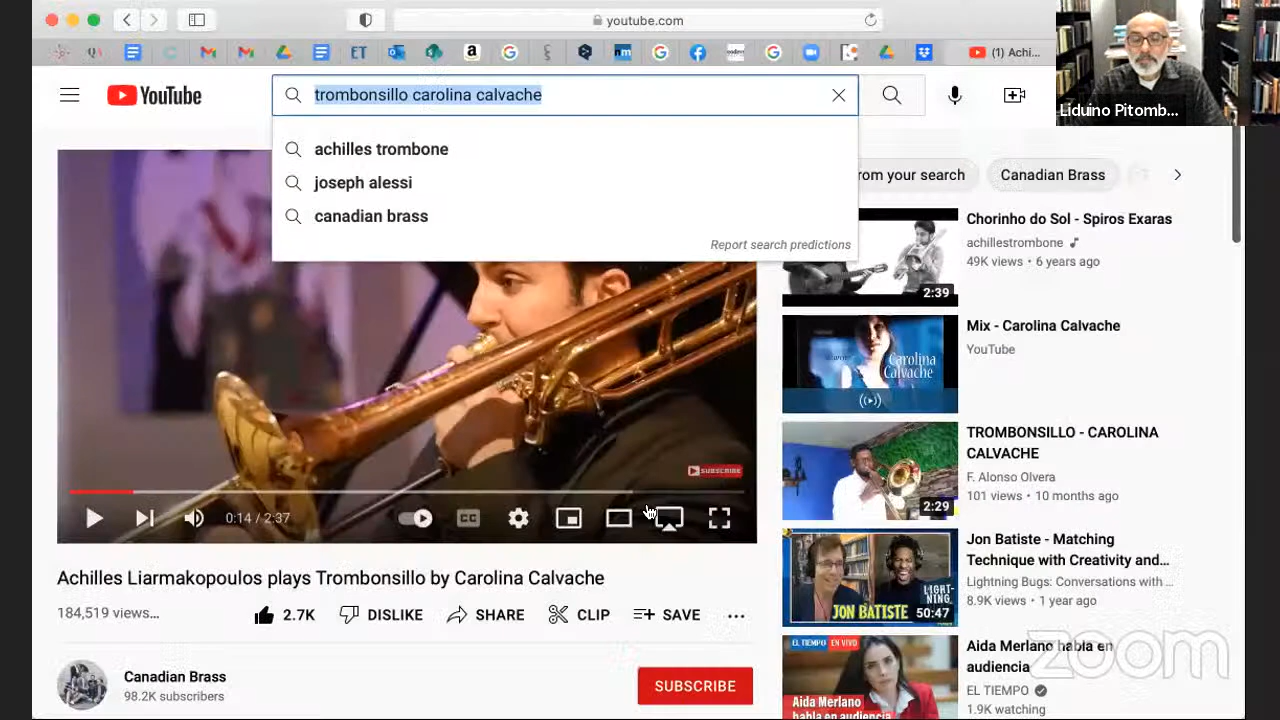 youtube.com
ET
a
nm
(1) Achi...
Liduino Pitomb...
YouTube
trombonsillo carolina calvache
achilles trombone
joseph alessi
canadian brass
Report search predictions
rom your search
Canadian Brass
Chorinho do Sol - Spiros Exaras
achillestrombone
49K views • 6 years ago
2:39
Mix - Carolina Calvache
YouTube
Carolina
Calvache
TROMBONSILLO - CAROLINA
CALVACHE
F. Alonso Olvera
101 views • 10 months ago
2:29
SUBSCRIBE
0:14 / 2:37
CC
Jon Batiste - Matching
Technique with Creativity and...
Lightning Bugs: Conversations with ...
8.9K views • 1 year ago
LIGHT-
NING
JON BATISTE
50:47
Achilles Liarmakopoulos plays Trombonsillo by Carolina Calvache
184,519 views...
2.7K
DISLIKE
SHARE
CLIP
SAVE
Canadian Brass
98.2K subscribers
SUBSCRIBE
EL TIEMPO EN VIVO
Aida Merlano
habla en audiencia
Aida Merlano habla en
audiencia
EL TIEMPO
1.9K watching
zoom